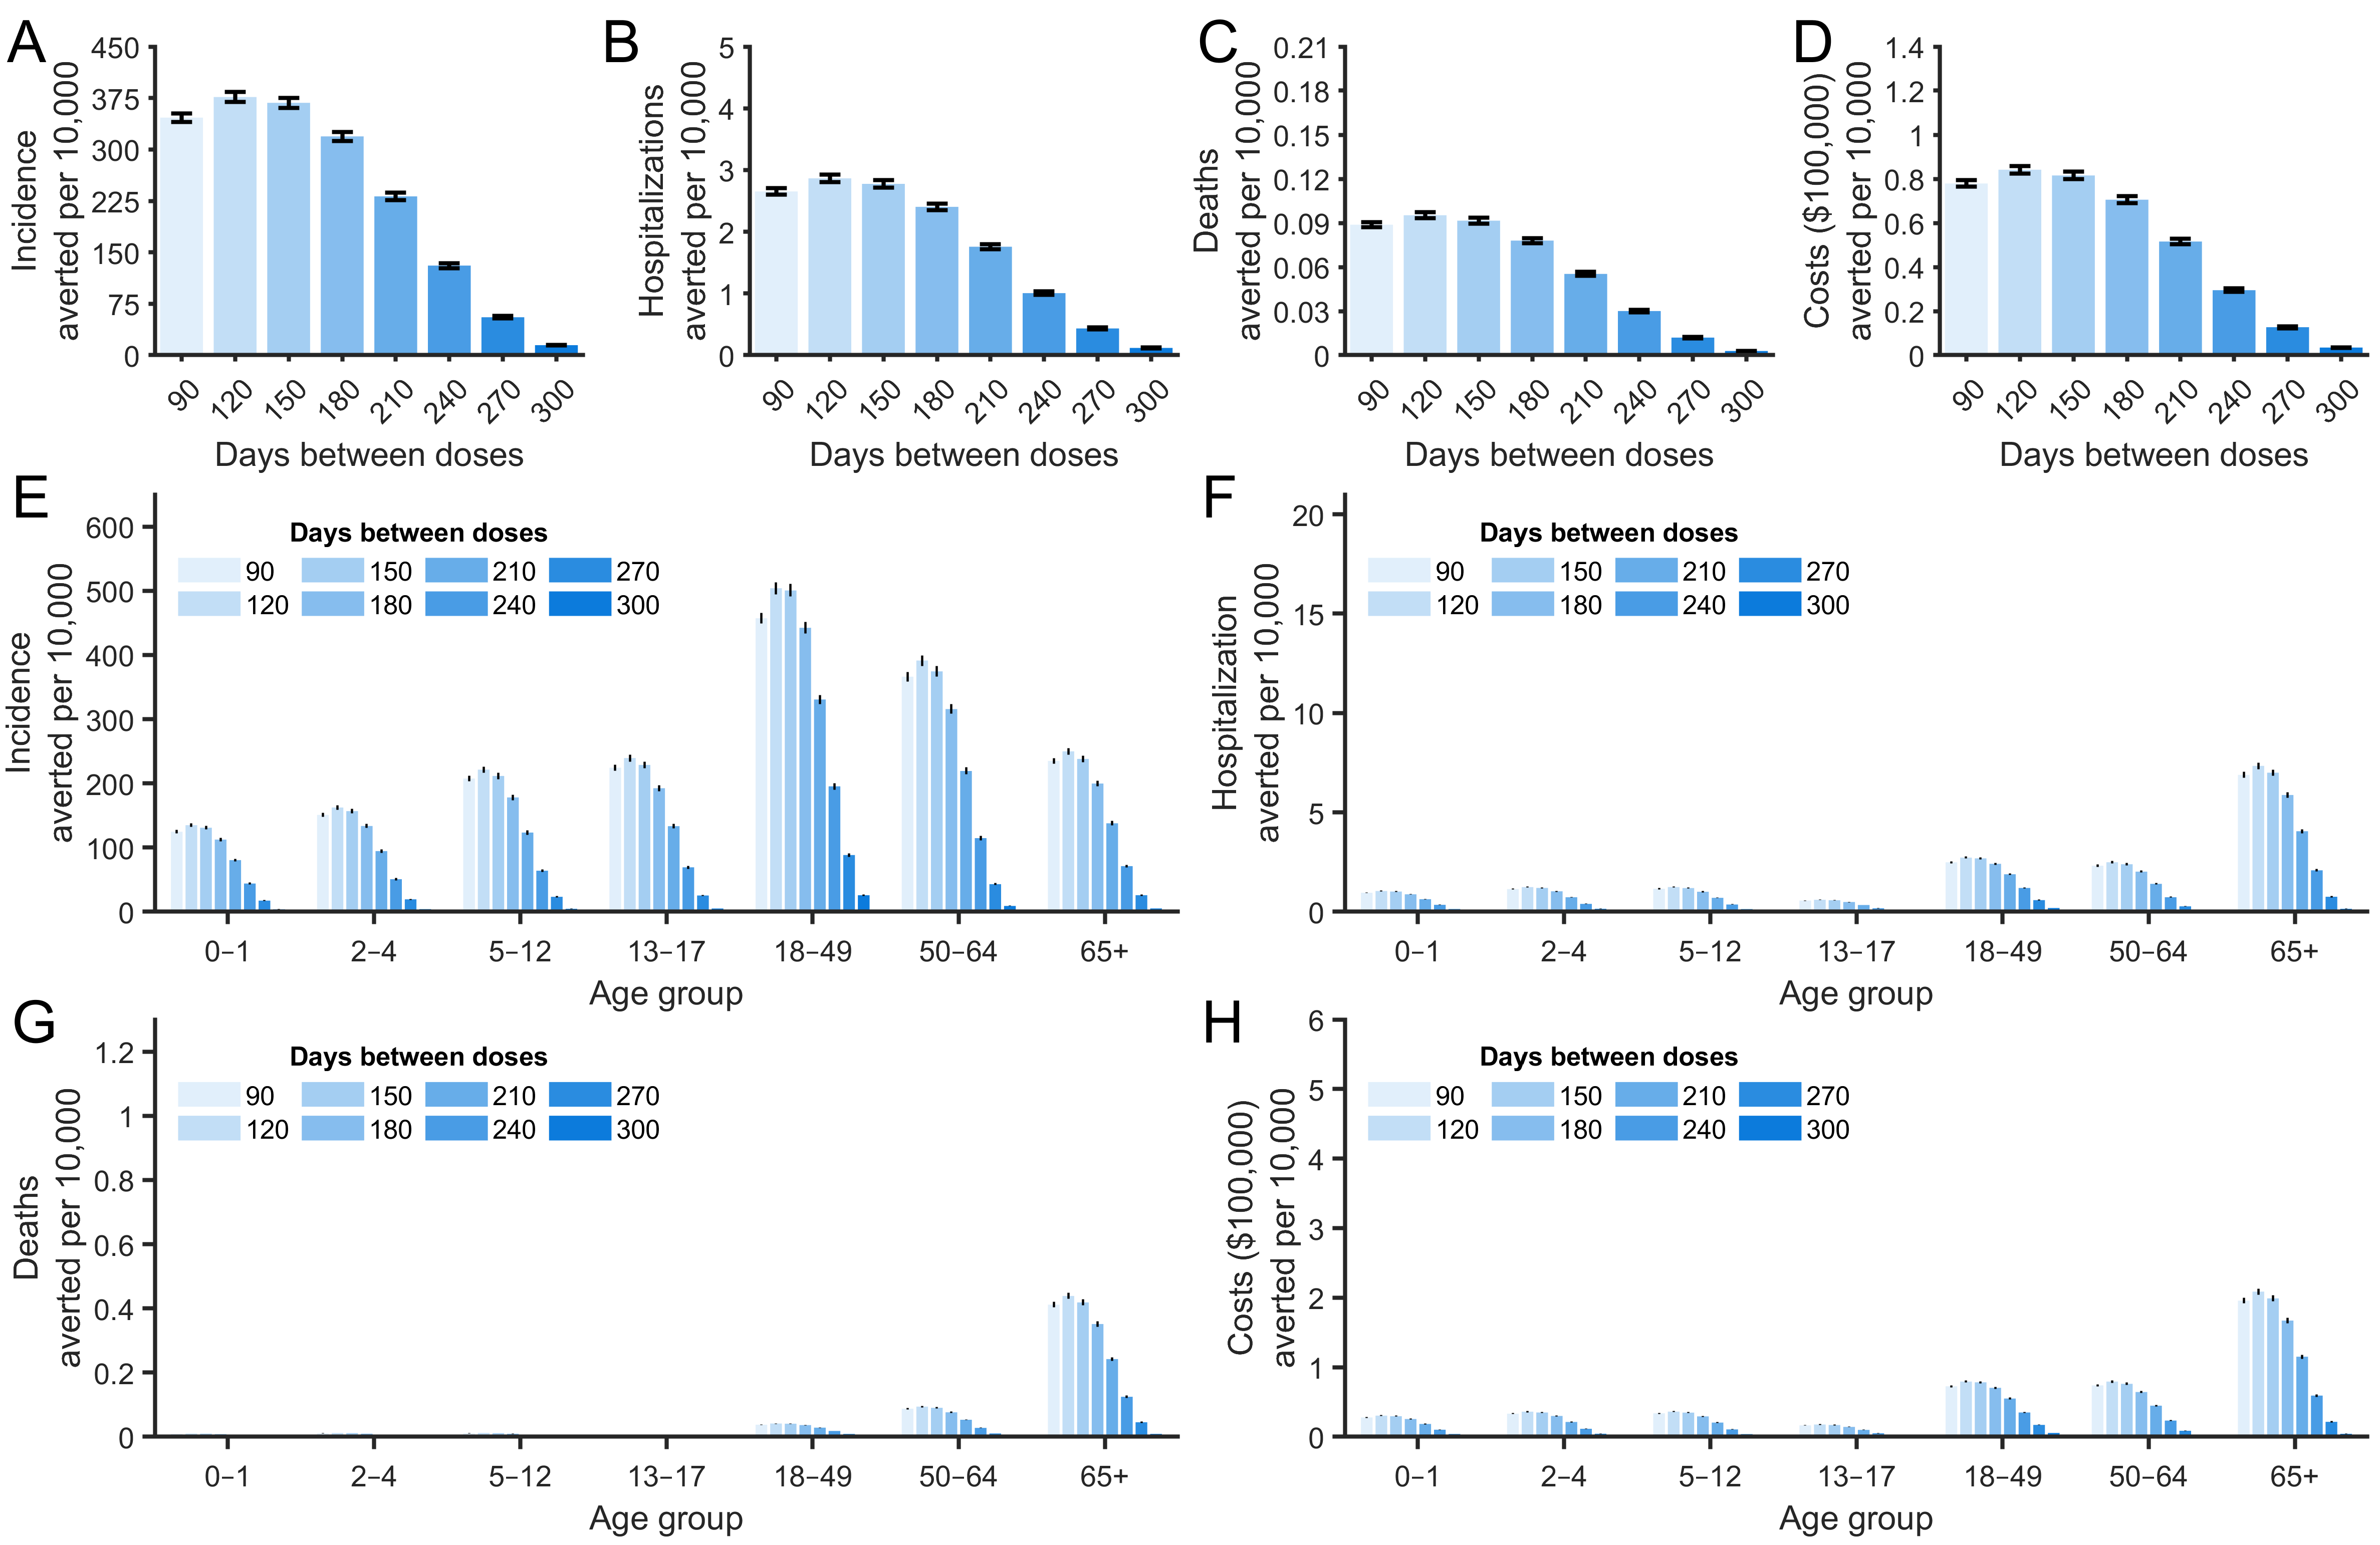 A
Incidence
averted per 10,000
450
375
300
225
150
75
0
90 120 150 180 210 240 270 300
Days between doses
B
Hospitalizations
averted per 10,000
5
4
3
2
1
0
90 120 150 180 210 240 270 300
Days between doses
C
Deaths
averted per 10,000
0.21
0.18
0.15
0.12
0.09
0.06
0.03
0
90 120 150 180 210 240 270 300
Days between doses
D
Costs ($100,000)
averted per 10,000
1.4
1.2
1
0.8
0.6
0.4
0.2
0
90 120 150 180 210 240 270 300
Days between doses
E
Incidence
averted per 10,000
600
500
400
300
200
100
0
Days between doses
90 150 210 270
120 180 240 300
0–1 2–4 5–12 13–17 18–49 50–64 65+
Age group
F
Hospitalization
averted per 10,000
20
15
10
5
0
Days between doses
90 150 210 270
120 180 240 300
0–1 2–4 5–12 13–17 18–49 50–64 65+
Age group
G
Deaths
averted per 10,000
1.2
1
0.8
0.6
0.4
0.2
0
Days between doses
90 150 210 270
120 180 240 300
0–1 2–4 5–12 13–17 18–49 50–64 65+
Age group
H
Costs ($100,000)
averted per 10,000
6
5
4
3
2
1
0
Days between doses
90 150 210 270
120 180 240 300
0–1 2–4 5–12 13–17 18–49 50–64 65+
Age group